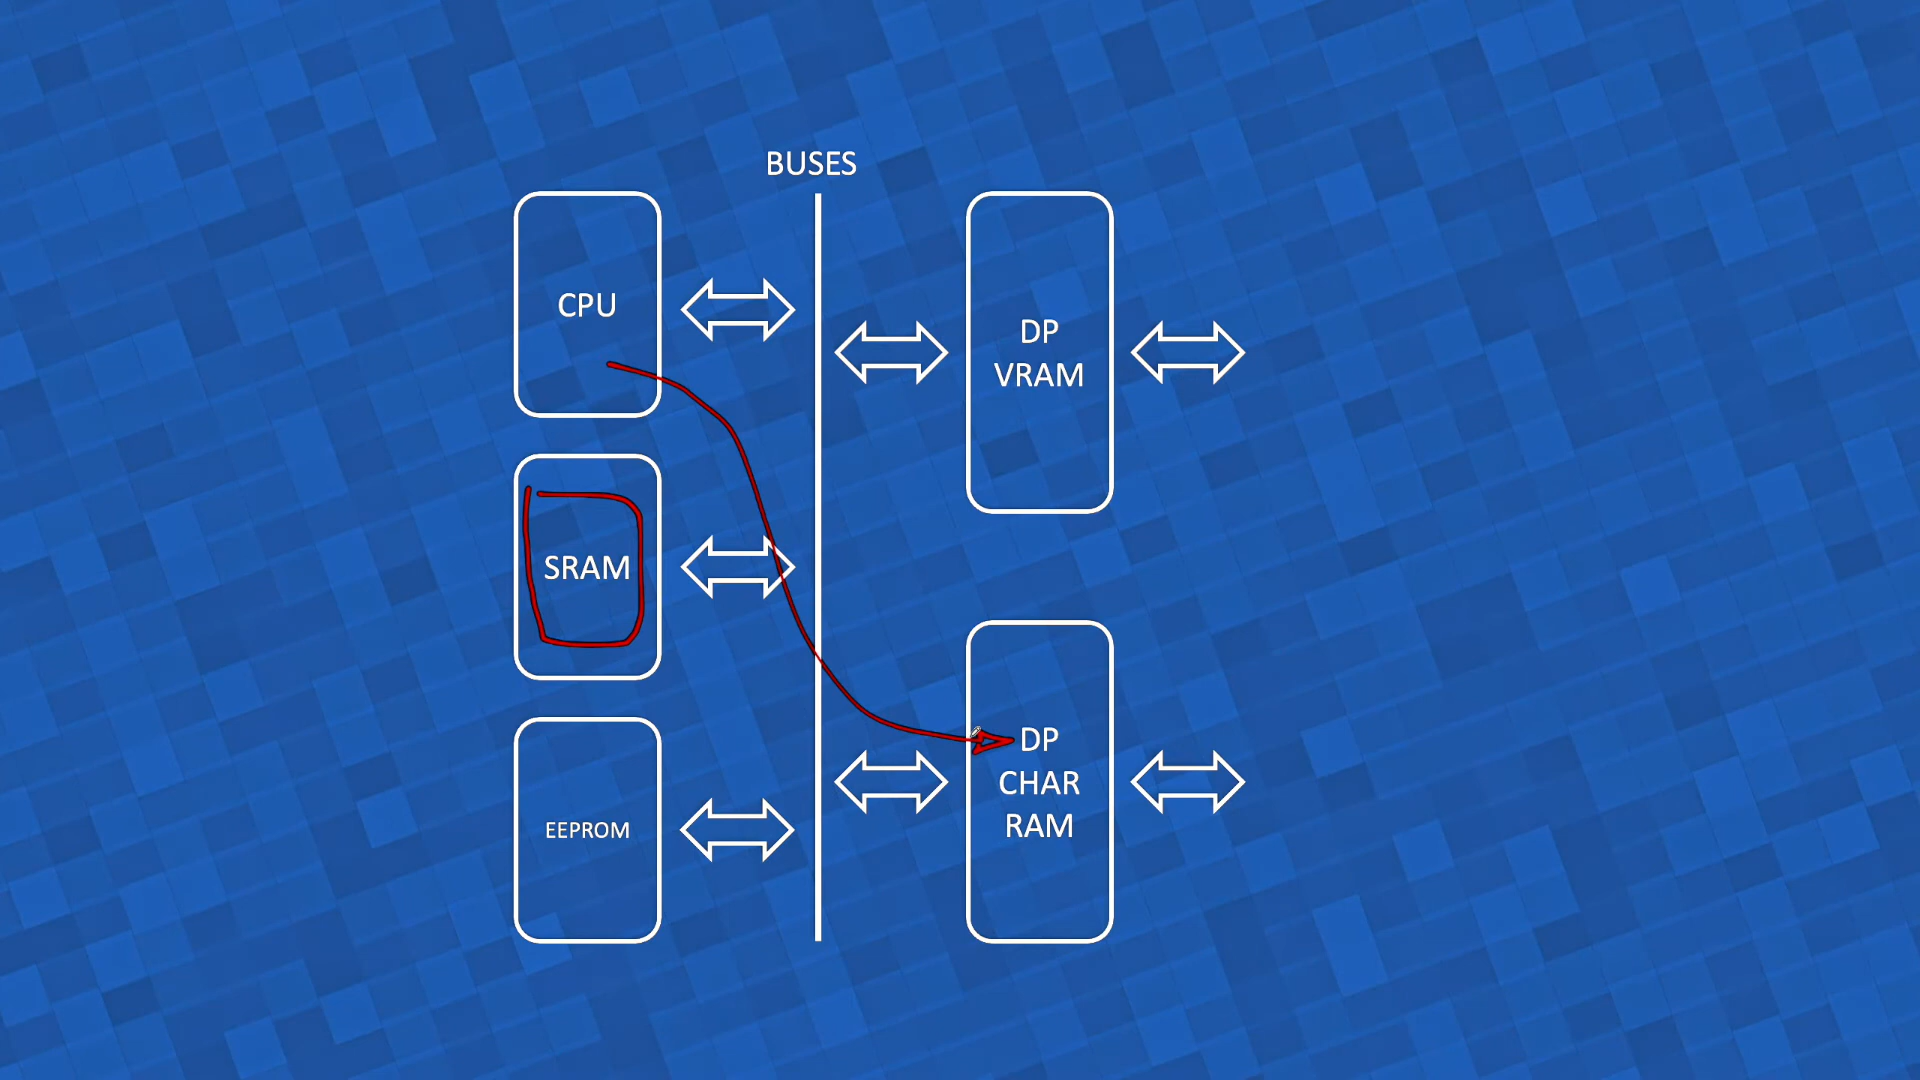 BUSES
CPU
SRAM
EEPROM
DP
VRAM
DP
CHAR
RAM